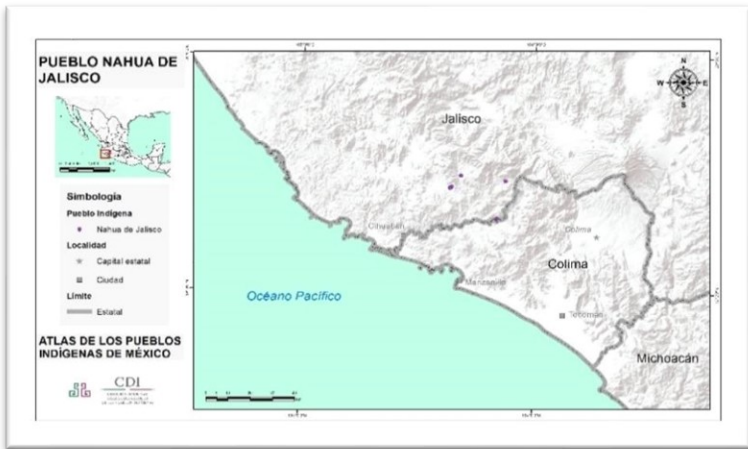 PUEBLO NAHUA DE
JALISCO
Simbología
Pueblo Indígena
Nahua de Jalisco
Localidad
Capital estatal
Ciudad
Límite
Estatal
ATLAS DE LOS PUEBLOS
INDÍGENAS DE MÉXICO
CDI
N
W
E
S
Jalisco
Cihuatlán
Colima
Colima
Manzanillo
Océano Pacífico
Tecomán
Michoacán